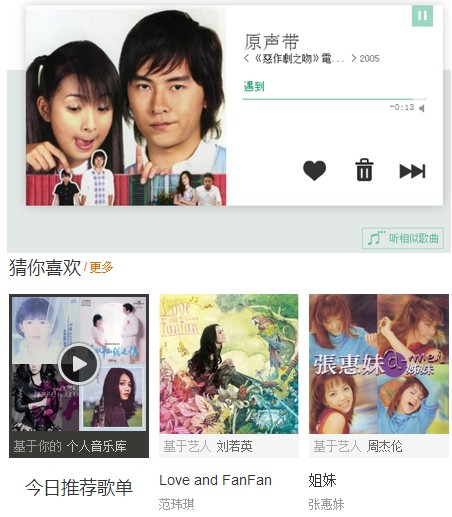 原声带
<《惡作劇之吻》電... > 2005
遇到
-0:13
听相似歌曲
猜你喜欢 / 更多
Love and FanFan
張惠妹 a-mei 姊妹
基于你的 个人音乐库
基于艺人 刘若英
基于艺人 周杰伦
今日推荐歌单
Love and FanFan
姐妹
范玮琪
张惠妹